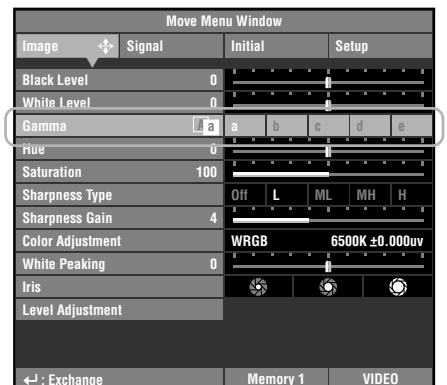 Move Menu Window
Image Signal Initial Setup
Black Level 0
White Level 0
Gamma A a a b c d e
Hue 0
Saturation 100
Sharpness Type Off L ML MH H
Sharpness Gain 4
Color Adjustment WRGB 6500K ±0.000uv
White Peaking 0
Iris
Level Adjustment
↵ : Exchange Memory 1 VIDEO